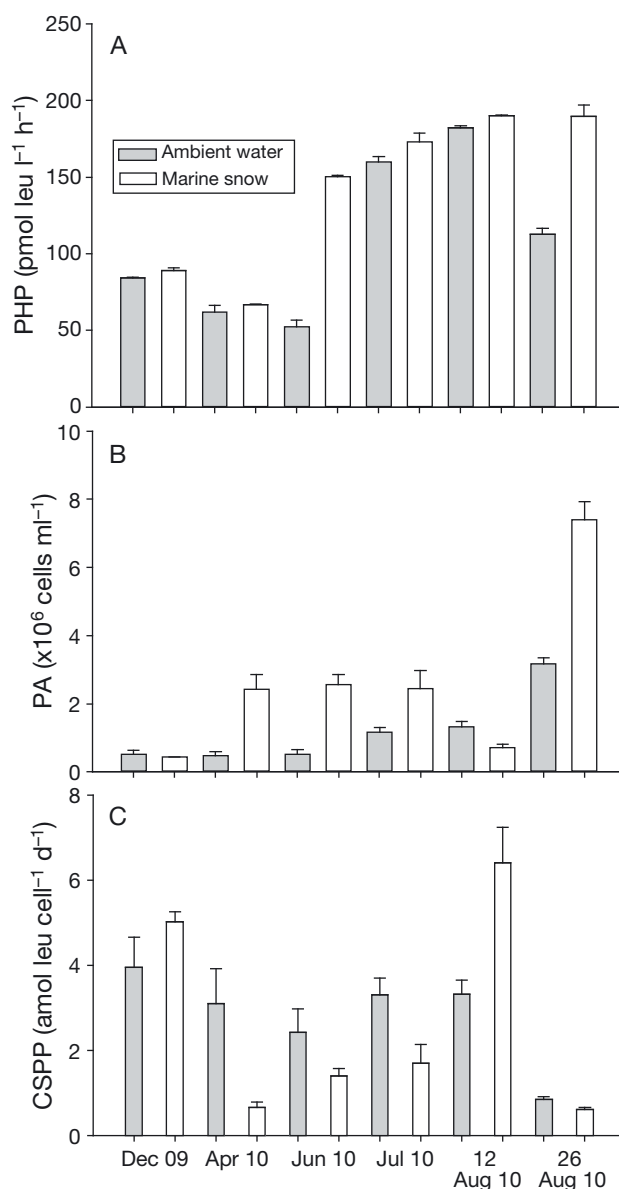 A
PHP (pmol leu l⁻¹ h⁻¹)
250
200
150
100
50
0
Ambient water
Marine snow
B
PA (x10⁶ cells ml⁻¹)
10
8
6
4
2
0
C
CSPP (amol leu cell⁻¹ d⁻¹)
8
6
4
2
0
Dec 09 Apr 10 Jun 10 Jul 10 12 26
Aug 10 Aug 10